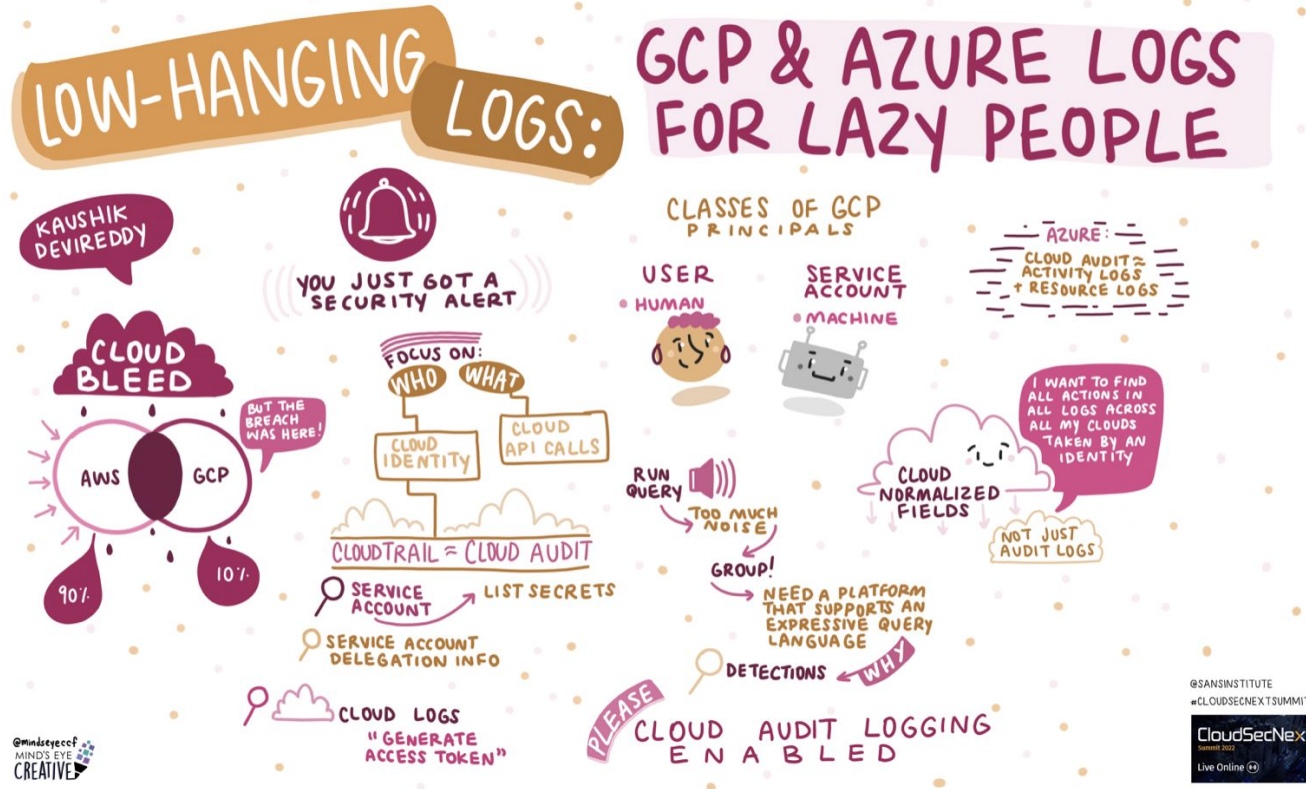 LOW-HANGING
LOGS:
GCP & AZURE LOGS
FOR LAZY PEOPLE
KAUSHIK
DEVIREDDY
YOU JUST GOT A
SECURITY ALERT
CLOUD
BLEED
BUT THE
BREACH
WAS HERE!
AWS
GCP
90%
10%
FOCUS ON:
WHO
WHAT
CLOUD
IDENTITY
CLOUD
API CALLS
CLOUDTRAIL ≈ CLOUD AUDIT
SERVICE
ACCOUNT
LIST SECRETS
SERVICE ACCOUNT
DELEGATION INFO
CLOUD LOGS
"GENERATE
ACCESS TOKEN"
CLASSES OF GCP
PRINCIPALS
USER
HUMAN
SERVICE
ACCOUNT
MACHINE
RUN
QUERY
TOO MUCH
NOISE
GROUP!
NEED A PLATFORM
THAT SUPPORTS AN
EXPRESSIVE QUERY
LANGUAGE
WHY
DETECTIONS
PLEASE
CLOUD AUDIT LOGGING
ENABLED
AZURE:
CLOUD AUDIT ≈
ACTIVITY LOGS
+ RESOURCE LOGS
I WANT TO FIND
ALL ACTIONS IN
ALL LOGS ACROSS
ALL MY CLOUDS
TAKEN BY AN
IDENTITY
CLOUD
NORMALIZED
FIELDS
NOT JUST
AUDIT LOGS
@mindseyeccf
MIND'S EYE
CREATIVE
@SANSINSTITUTE
#CLOUDSECNEXTSUMMIT
CloudSecNex
Summit 2022
Live Online